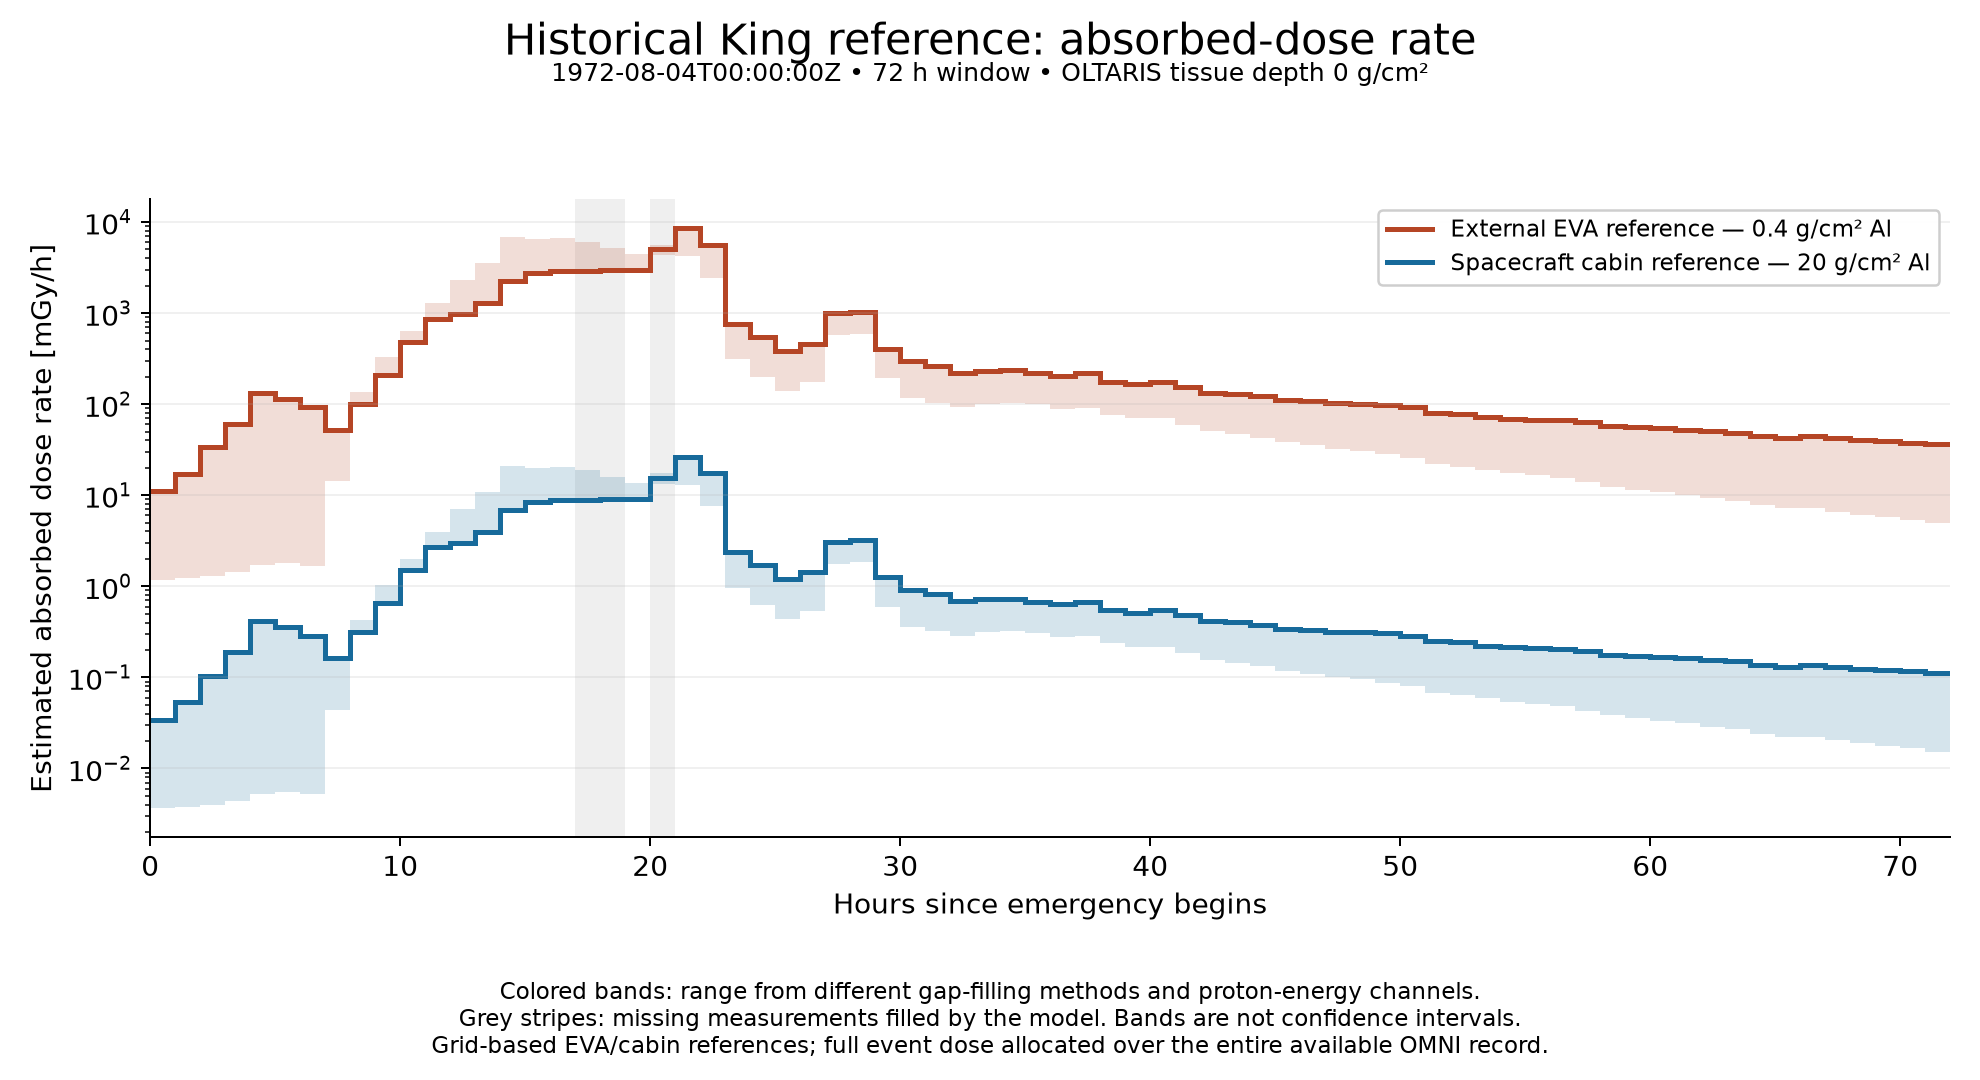 Historical King reference: absorbed-dose rate
1972-08-04T00:00:00Z • 72 h window • OLTARIS tissue depth 0 g/cm²
Estimated absorbed dose rate [mGy/h]
10⁴
10³
10²
10¹
10⁰
10⁻¹
10⁻²
External EVA reference — 0.4 g/cm² Al
Spacecraft cabin reference — 20 g/cm² Al
0 10 20 30 40 50 60 70
Hours since emergency begins
Colored bands: range from different gap-filling methods and proton-energy channels.
Grey stripes: missing measurements filled by the model. Bands are not confidence intervals.
Grid-based EVA/cabin references; full event dose allocated over the entire available OMNI record.